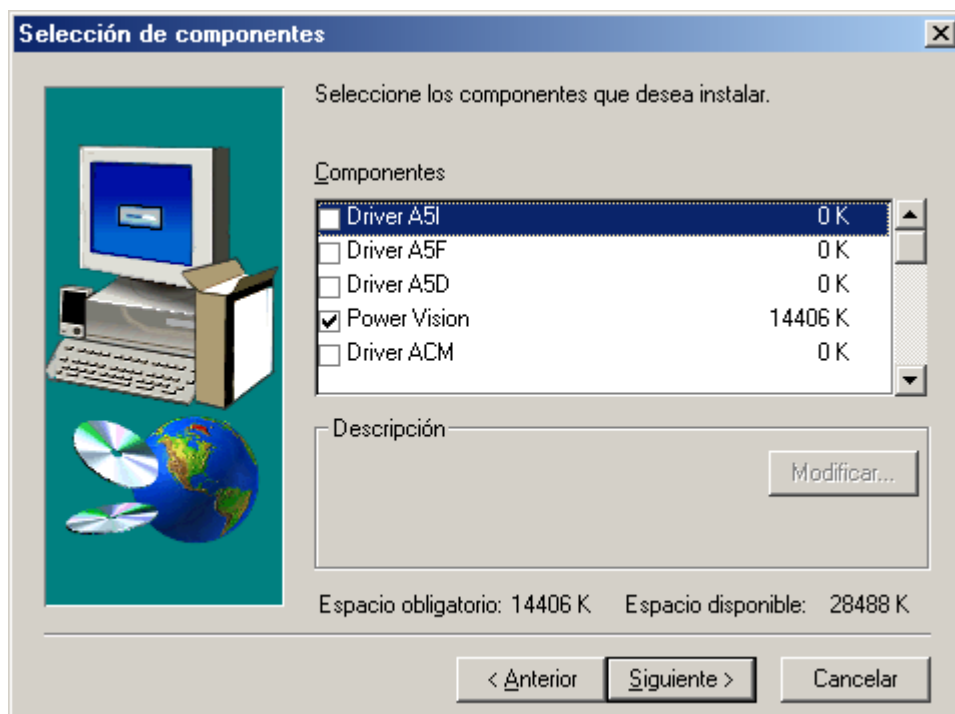 Selección de componentes
Seleccione los componentes que desea instalar.
Componentes
Driver A5I 0 K
Driver A5F 0 K
Driver A5D 0 K
Power Vision 14406 K
Driver ACM 0 K
Descripción
Modificar...
Espacio obligatorio: 14406 K Espacio disponible: 28488 K
< Anterior Siguiente > Cancelar